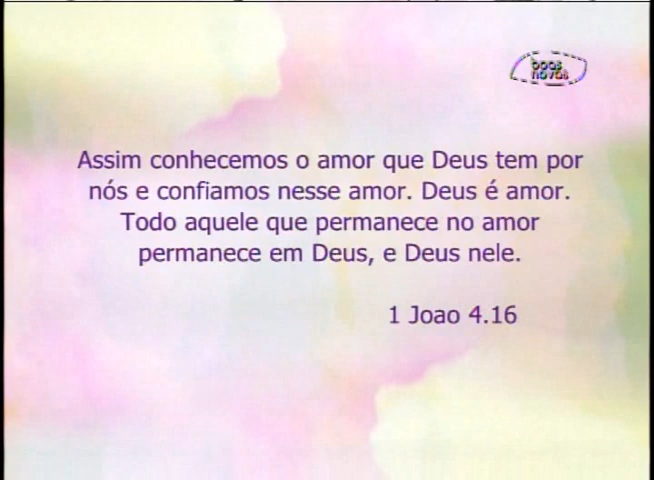 boas
novas
Assim conhecemos o amor que Deus tem por
nós e confiamos nesse amor. Deus é amor.
Todo aquele que permanece no amor
permanece em Deus, e Deus nele.
1 Joao 4.16